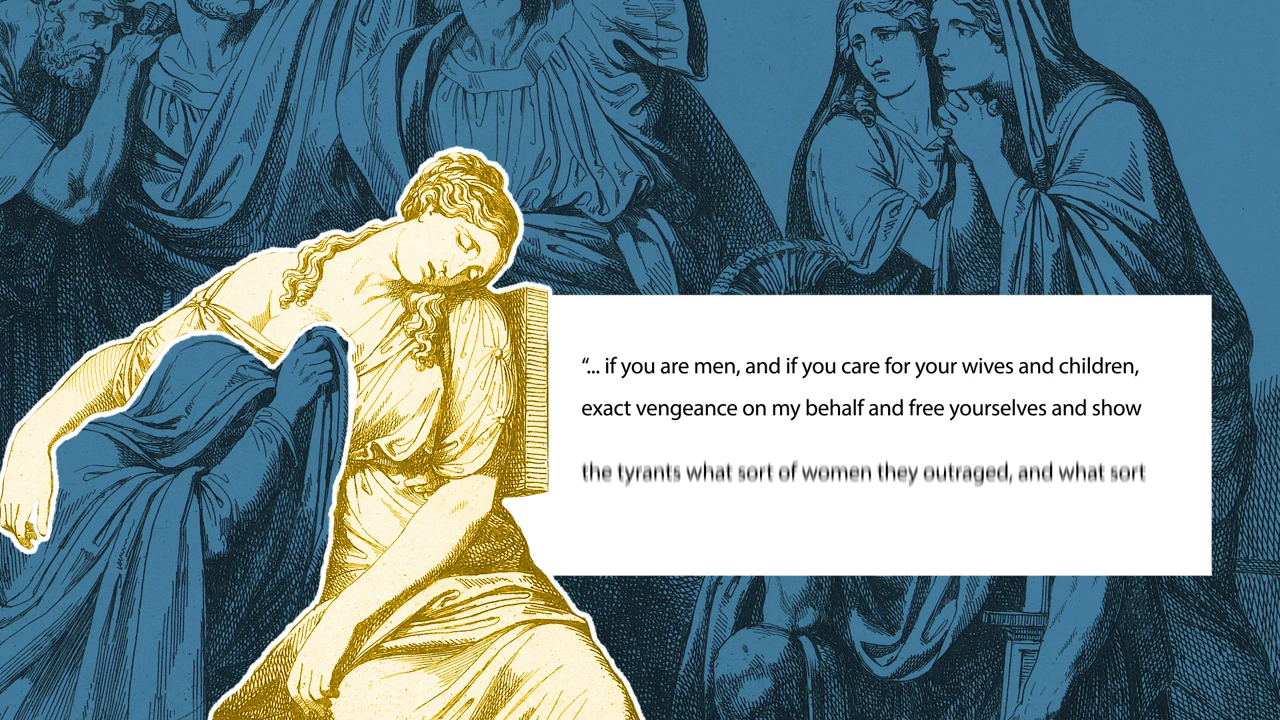 “... if you are men, and if you care for your wives and children,
exact vengeance on my behalf and free yourselves and show
the tyrants what sort of women they outraged, and what sort